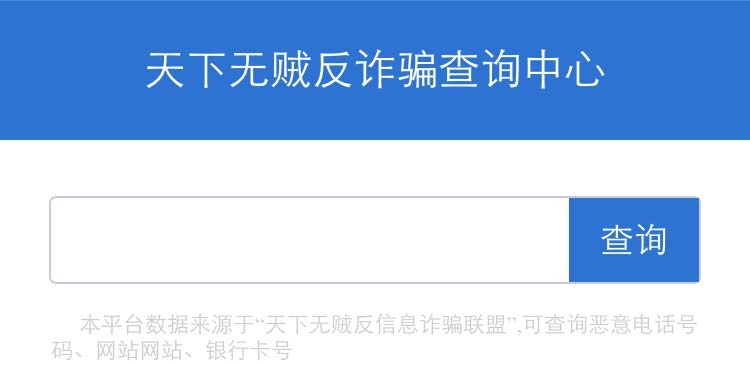 天下无贼反诈骗查询中心
查询
本平台数据来源于“天下无贼反信息诈骗联盟”,可查询恶意电话号
码、网站网站、银行卡号